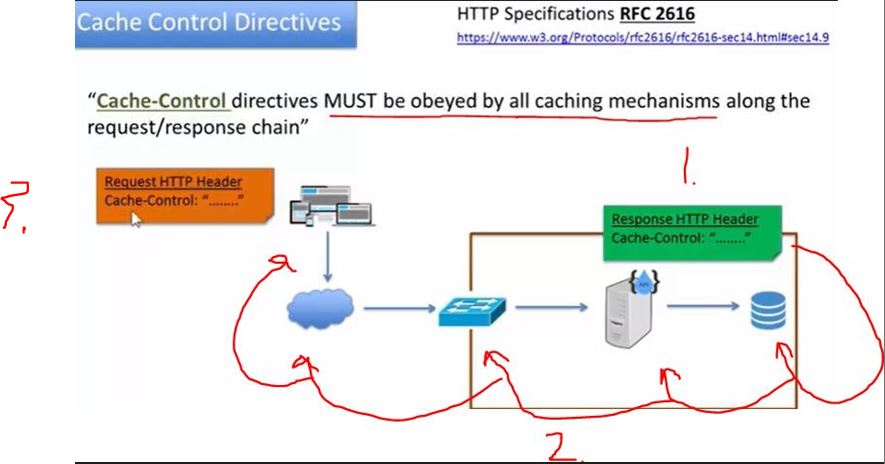 Cache Control Directives
HTTP Specifications RFC 2616
https://www.w3.org/Protocols/rfc2616/rfc2616-sec14.html#sec14.9
“Cache-Control directives MUST be obeyed by all caching mechanisms along the
request/response chain”
1.
Request HTTP Header
Cache-Control: “........”
Response HTTP Header
Cache-Control: “........”
2.